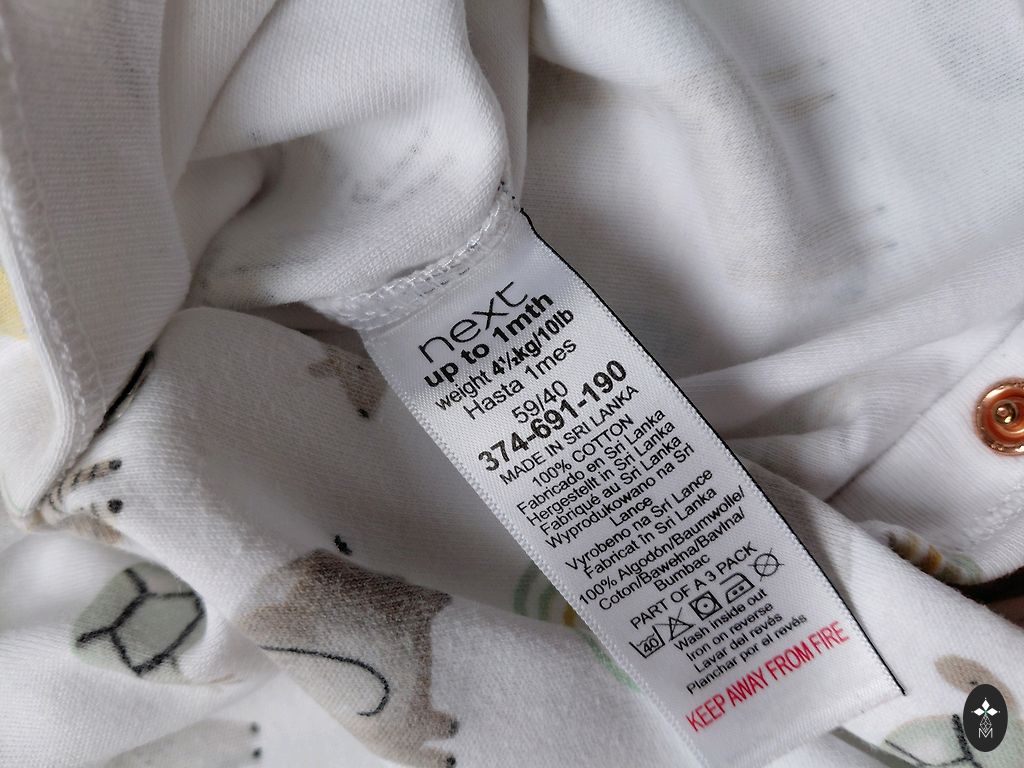 next
up to 1mth
weight 4½kg/10lb
Hasta 1mes
59/40
374-691-190
MADE IN SRI LANKA
100% COTTON
Fabricado en Sri Lanka
Hergestellt in Sri Lanka
Fabriqué au Sri Lanka
Wyprodukowano na Sri
Lance
Vyrobeno na Srí Lance
Fabricat în Sri Lanka
100% Algodón/Baumwolle/
Coton/Bawełna/Bavlna/
Bumbac
PART OF A 3 PACK
40
Wash inside out
Iron on reverse
Lavar del revés
Planchar por el revés
KEEP AWAY FROM FIRE
M